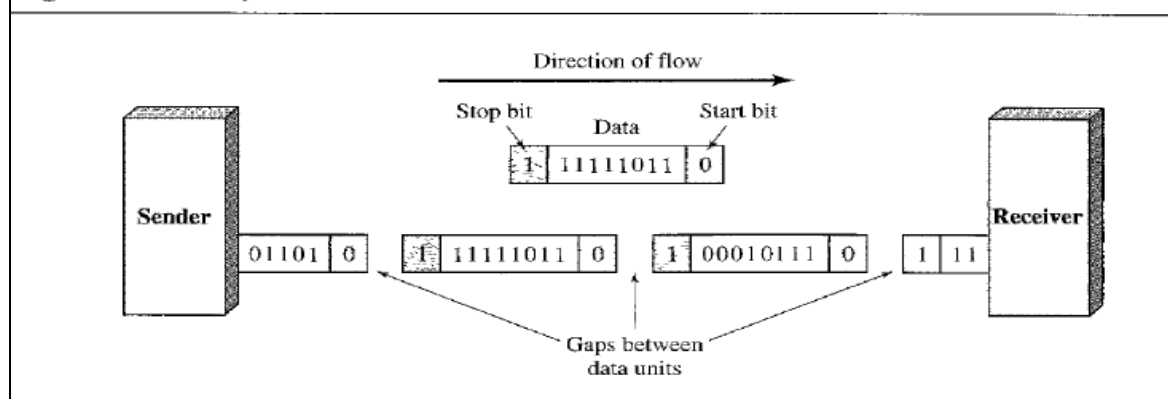 Direction of flow
Stop bit
Data
Start bit
1 11111011 0
Sender
Receiver
01101 0
1 11111011 0
1 00010111 0
1 11
Gaps between
data units